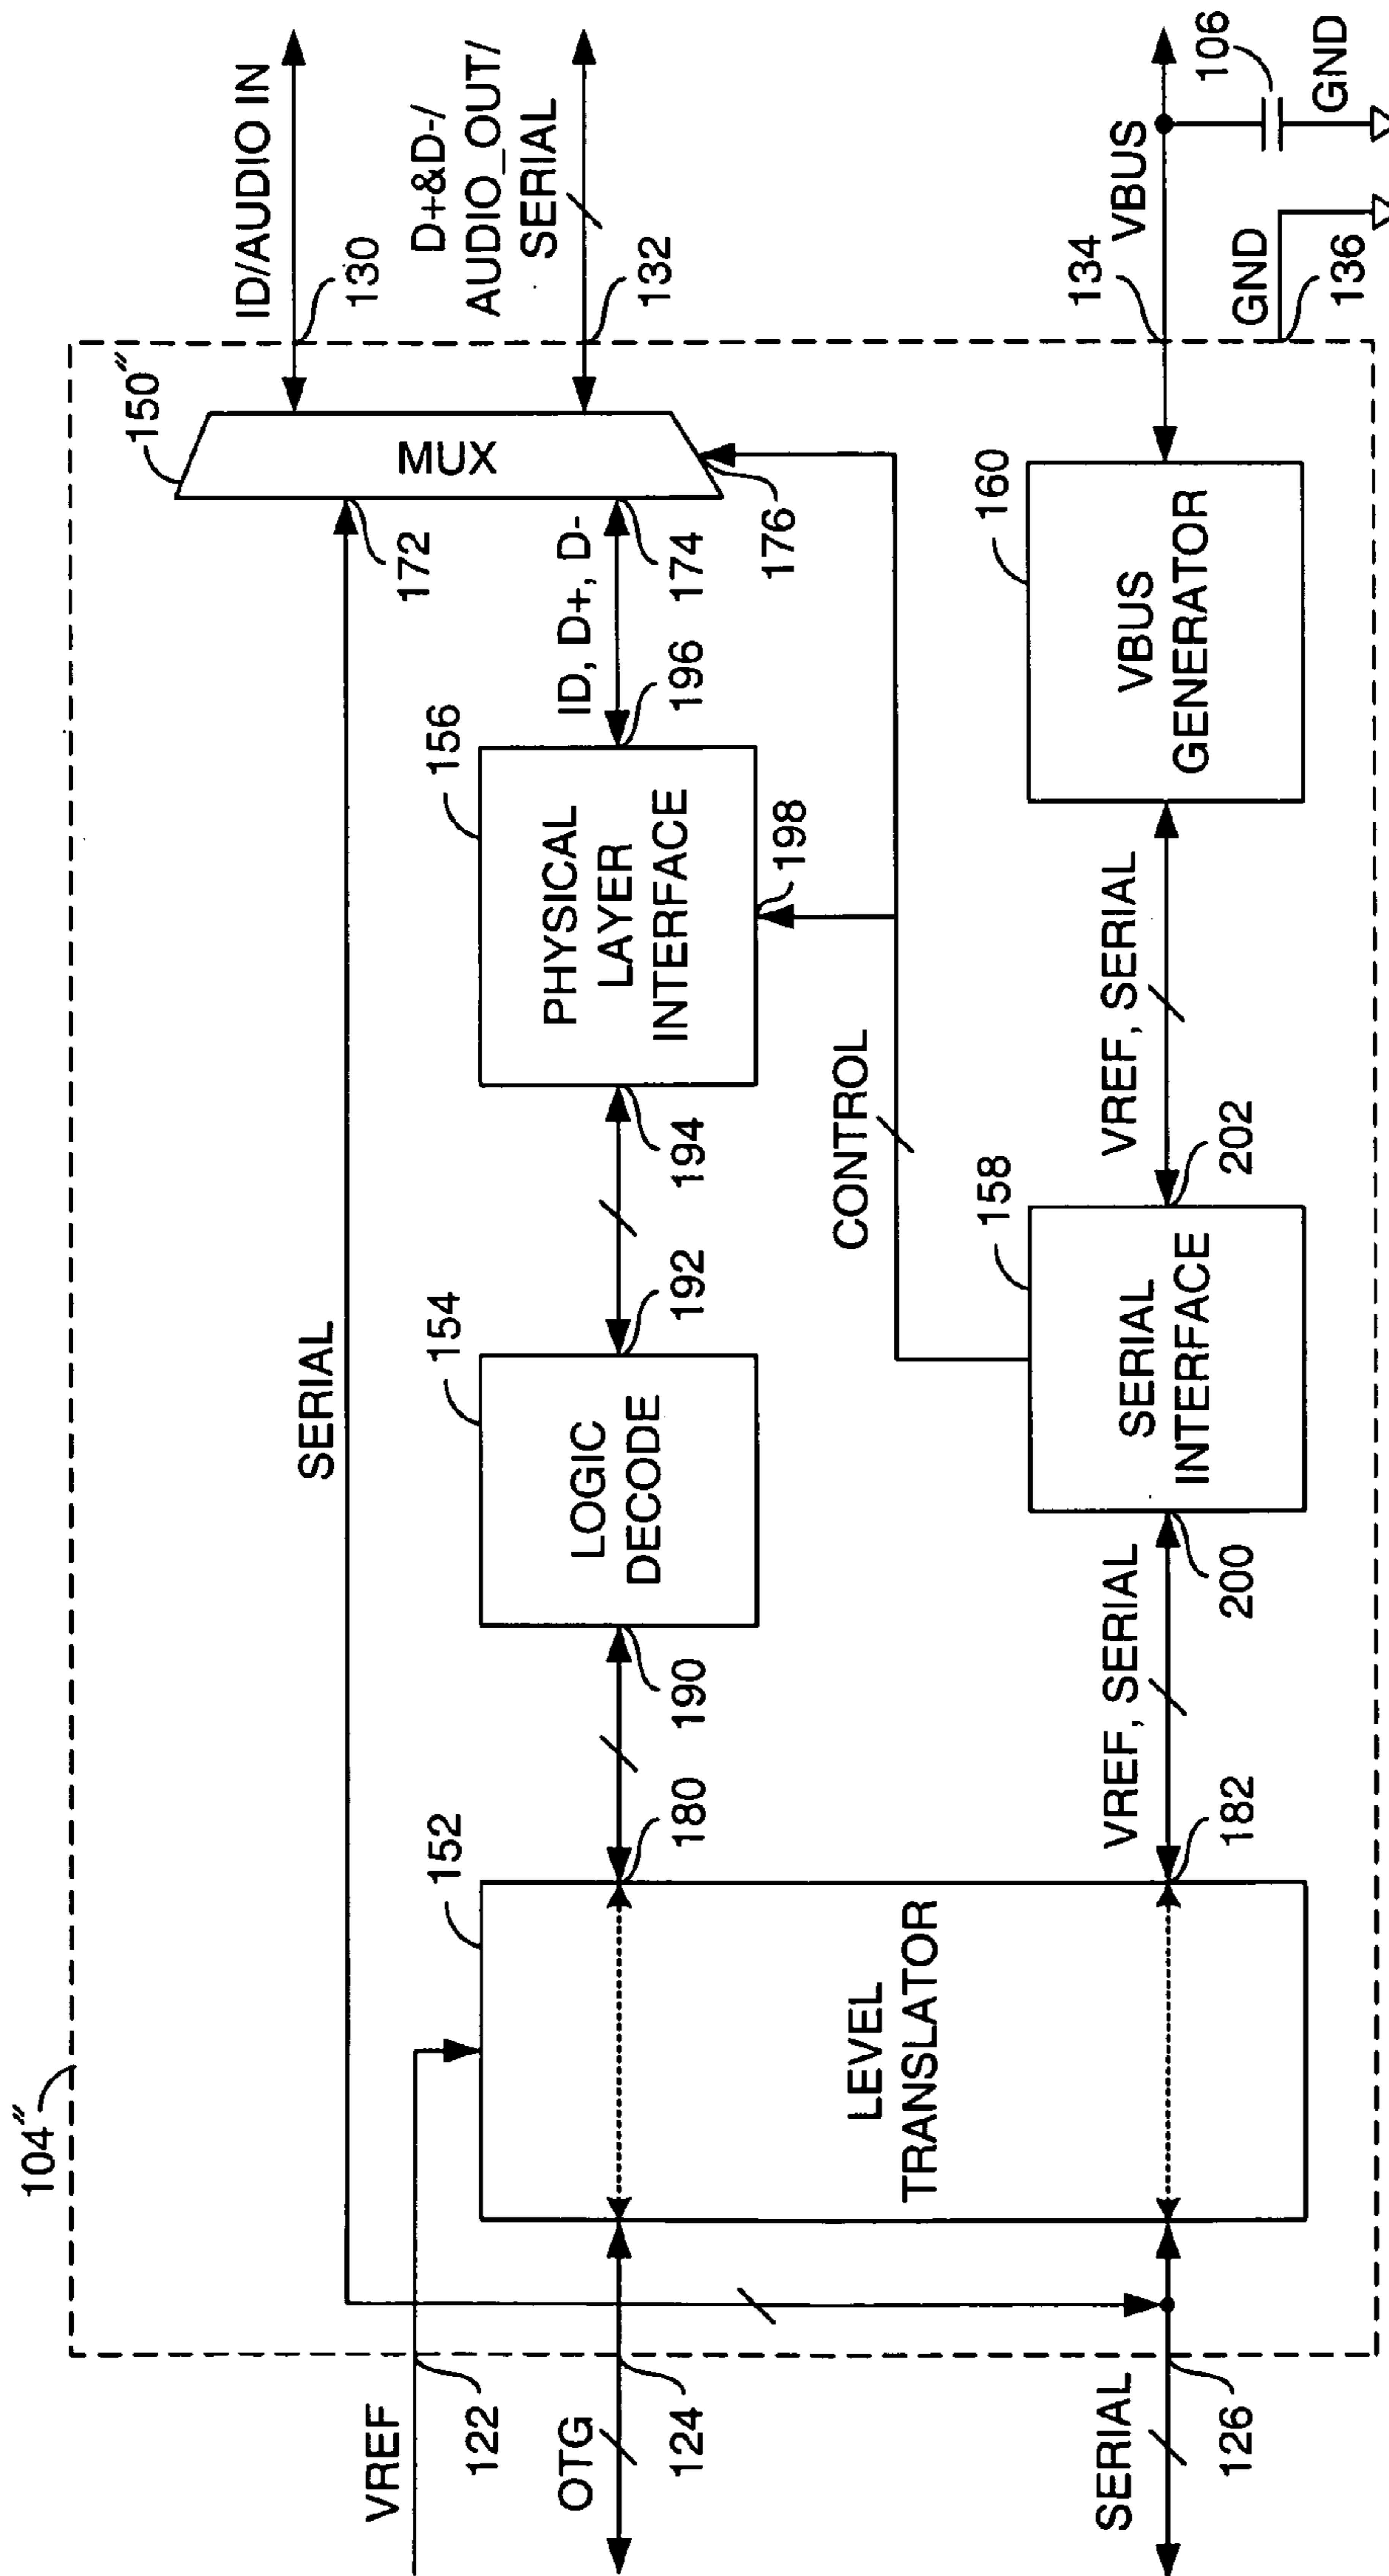 104″
VREF
122
OTG
124
SERIAL
126
152
LEVEL
TRANSLATOR
180
182
VREF, SERIAL
190
200
SERIAL
154
LOGIC
DECODE
192
194
158
SERIAL
INTERFACE
202
CONTROL
156
PHYSICAL
LAYER
INTERFACE
196
198
VREF, SERIAL
ID, D+, D-
160
VBUS
GENERATOR
150″
MUX
172
174
176
130
ID/AUDIO IN
132
D+&D-/
AUDIO_OUT/
SERIAL
134
VBUS
GND
136
106
GND